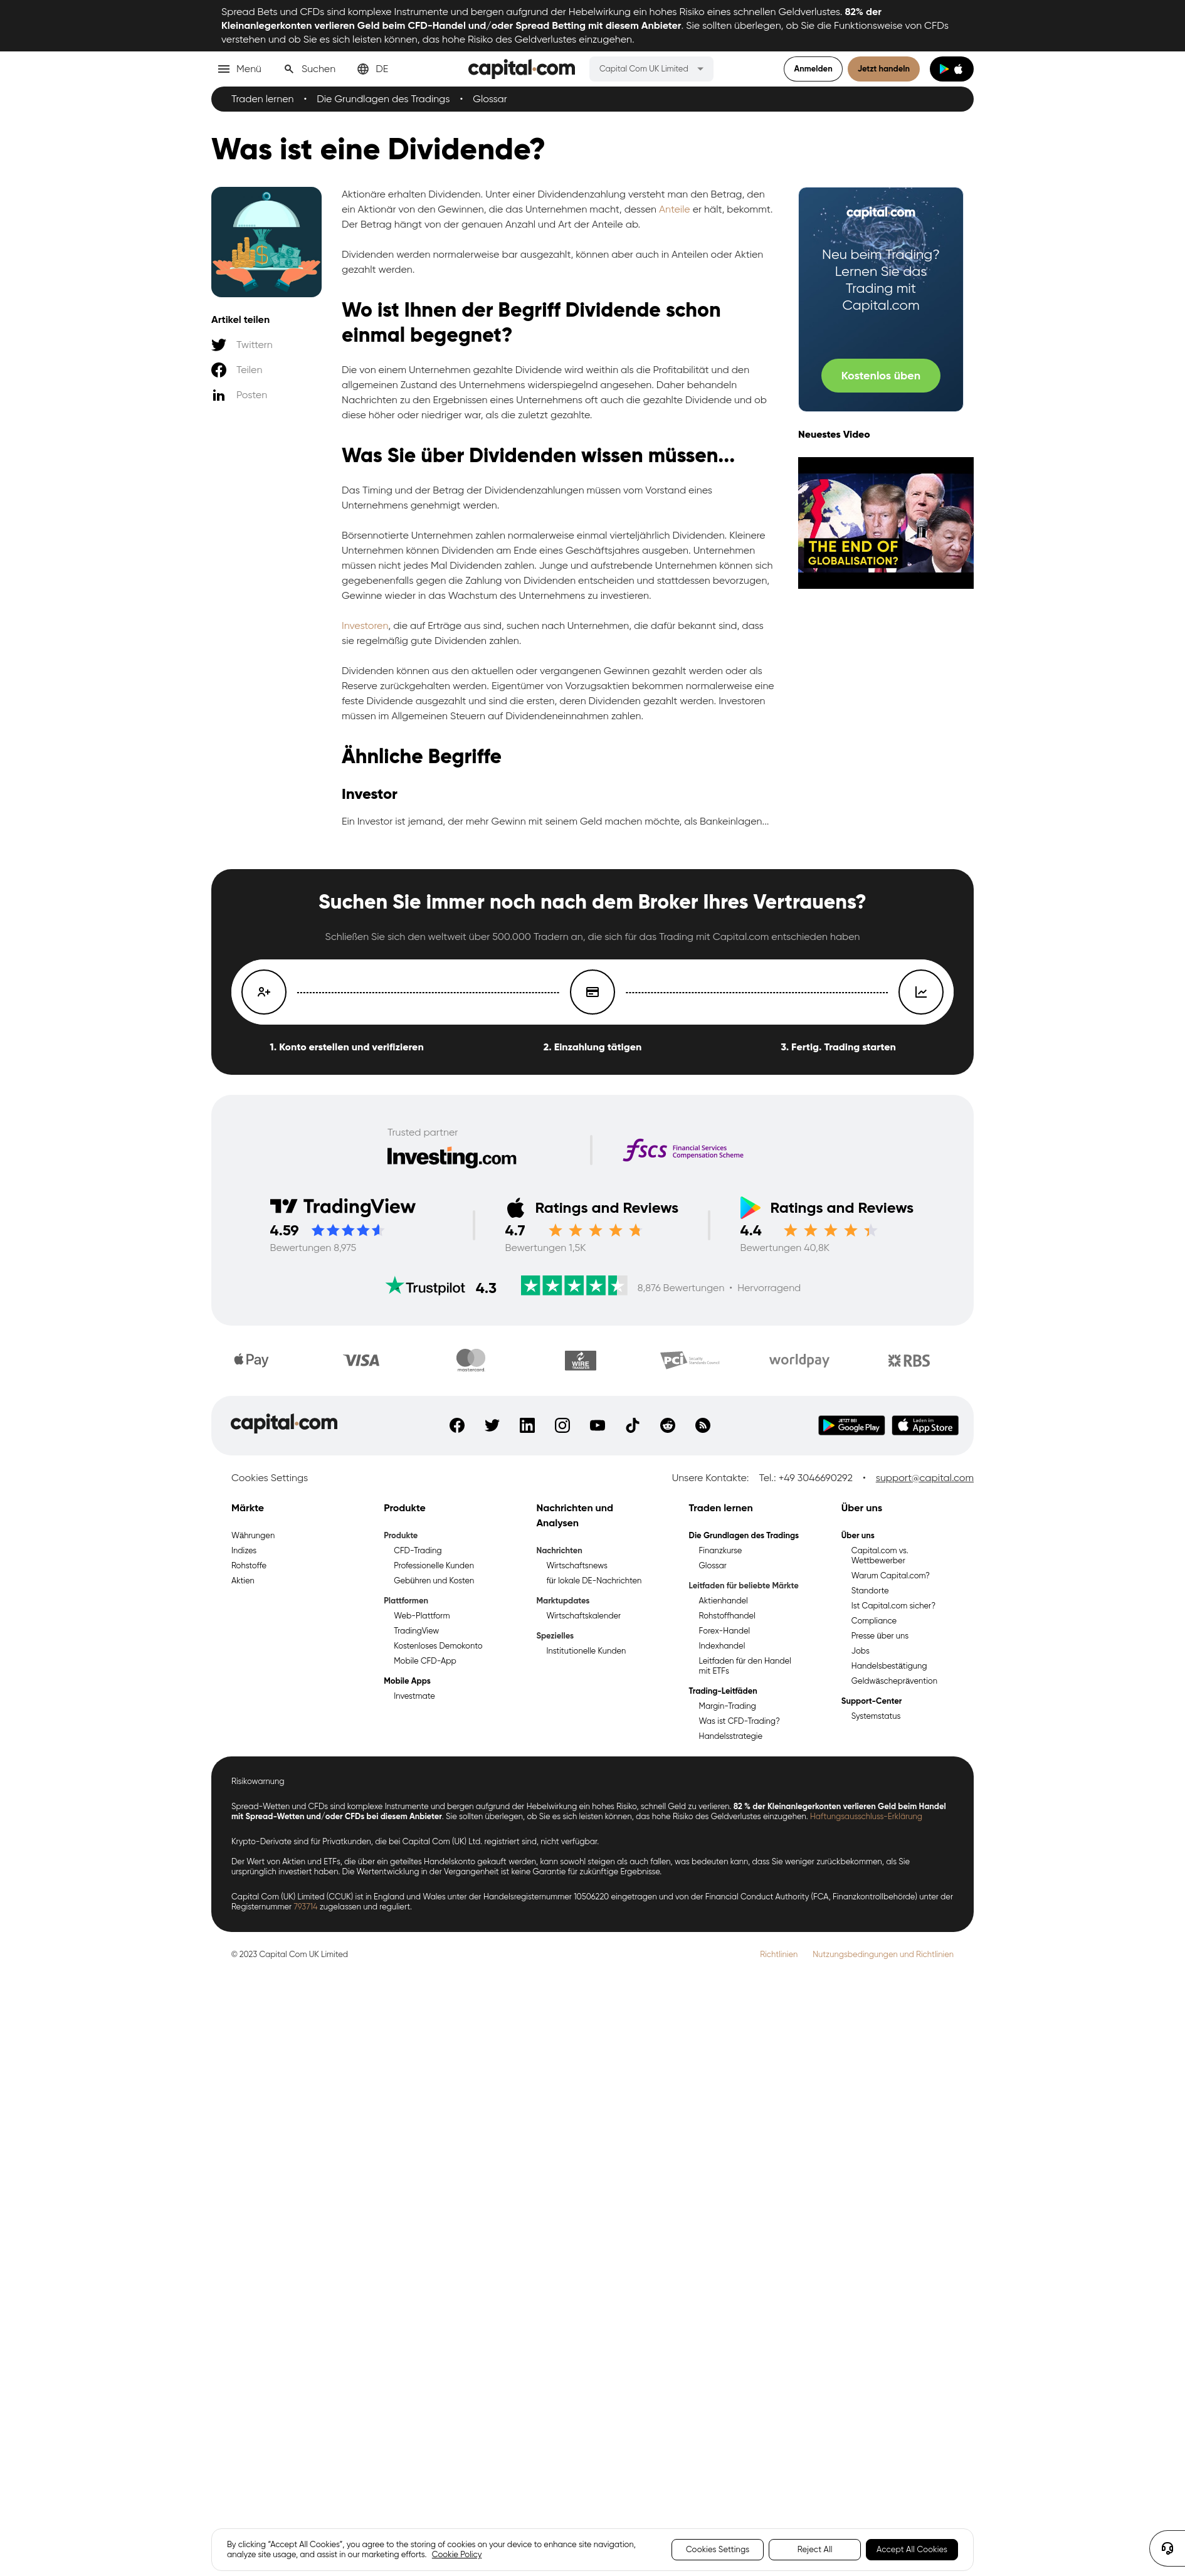 Spread Bets und CFDs sind komplexe Instrumente und bergen aufgrund der Hebelwirkung ein hohes Risiko eines schnellen Geldverlustes. 82% der
Kleinanlegerkonten verlieren Geld beim CFD-Handel und/oder Spread Betting mit diesem Anbieter. Sie sollten überlegen, ob Sie die Funktionsweise von CFDs
verstehen und ob Sie es sich leisten können, das hohe Risiko des Geldverlustes einzugehen.
Menü Suchen DE capital.com Capital Com UK Limited Anmelden Jetzt handeln
Traden lernen • Die Grundlagen des Tradings • Glossar
Was ist eine Dividende?
Artikel teilen
Twittern
Teilen
Posten
Aktionäre erhalten Dividenden. Unter einer Dividendenzahlung versteht man den Betrag, den
ein Aktionär von den Gewinnen, die das Unternehmen macht, dessen Anteile er hält, bekommt.
Der Betrag hängt von der genauen Anzahl und Art der Anteile ab.
Dividenden werden normalerweise bar ausgezahlt, können aber auch in Anteilen oder Aktien
gezahlt werden.
Wo ist Ihnen der Begriff Dividende schon
einmal begegnet?
Die von einem Unternehmen gezahlte Dividende wird weithin als die Profitabilität und den
allgemeinen Zustand des Unternehmens widerspiegelnd angesehen. Daher behandeln
Nachrichten zu den Ergebnissen eines Unternehmens oft auch die gezahlte Dividende und ob
diese höher oder niedriger war, als die zuletzt gezahlte.
Was Sie über Dividenden wissen müssen...
Das Timing und der Betrag der Dividendenzahlungen müssen vom Vorstand eines
Unternehmens genehmigt werden.
Börsennotierte Unternehmen zahlen normalerweise einmal vierteljährlich Dividenden. Kleinere
Unternehmen können Dividenden am Ende eines Geschäftsjahres ausgeben. Unternehmen
müssen nicht jedes Mal Dividenden zahlen. Junge und aufstrebende Unternehmen können sich
gegebenenfalls gegen die Zahlung von Dividenden entscheiden und stattdessen bevorzugen,
Gewinne wieder in das Wachstum des Unternehmens zu investieren.
Investoren, die auf Erträge aus sind, suchen nach Unternehmen, die dafür bekannt sind, dass
sie regelmäßig gute Dividenden zahlen.
Dividenden können aus den aktuellen oder vergangenen Gewinnen gezahlt werden oder als
Reserve zurückgehalten werden. Eigentümer von Vorzugsaktien bekommen normalerweise eine
feste Dividende ausgezahlt und sind die ersten, deren Dividenden gezahlt werden. Investoren
müssen im Allgemeinen Steuern auf Dividendeneinnahmen zahlen.
Ähnliche Begriffe
Investor
Ein Investor ist jemand, der mehr Gewinn mit seinem Geld machen möchte, als Bankeinlagen...
capital.com
Neu beim Trading?
Lernen Sie das
Trading mit
Capital.com
Kostenlos üben
Neuestes Video
THE END OF
GLOBALISATION?
Suchen Sie immer noch nach dem Broker Ihres Vertrauens?
Schließen Sie sich den weltweit über 500.000 Tradern an, die sich für das Trading mit Capital.com entschieden haben
1. Konto erstellen und verifizieren
2. Einzahlung tätigen
3. Fertig. Trading starten
Trusted partner
Investing.com
fscs Financial Services
Compensation Scheme
TradingView
4.59
Bewertungen 8,975
Ratings and Reviews
4.7
Bewertungen 1,5K
Ratings and Reviews
4.4
Bewertungen 40,8K
Trustpilot 4.3 8,876 Bewertungen • Hervorragend
Pay VISA mastercard WIRE PCI worldpay RBS
capital.com JETZT BEI Google Play Laden im App Store
Cookies Settings
Unsere Kontakte: Tel.: +49 3046690292 • support@capital.com
Märkte
Währungen
Indizes
Rohstoffe
Aktien
Produkte
Produkte
CFD-Trading
Professionelle Kunden
Gebühren und Kosten
Plattformen
Web-Plattform
TradingView
Kostenloses Demokonto
Mobile CFD-App
Mobile Apps
Investmate
Nachrichten und
Analysen
Nachrichten
Wirtschaftsnews
für lokale DE-Nachrichten
Marktupdates
Wirtschaftskalender
Spezielles
Institutionelle Kunden
Traden lernen
Die Grundlagen des Tradings
Finanzkurse
Glossar
Leitfaden für beliebte Märkte
Aktienhandel
Rohstoffhandel
Forex-Handel
Indexhandel
Leitfaden für den Handel
mit ETFs
Trading-Leitfäden
Margin-Trading
Was ist CFD-Trading?
Handelsstrategie
Über uns
Über uns
Capital.com vs.
Wettbewerber
Warum Capital.com?
Standorte
Ist Capital.com sicher?
Compliance
Presse über uns
Jobs
Handelsbestätigung
Geldwäscheprävention
Support-Center
Systemstatus
Risikowarnung
Spread-Wetten und CFDs sind komplexe Instrumente und bergen aufgrund der Hebelwirkung ein hohes Risiko, schnell Geld zu verlieren. 82 % der Kleinanlegerkonten verlieren Geld beim Handel
mit Spread-Wetten und/oder CFDs bei diesem Anbieter. Sie sollten überlegen, ob Sie es sich leisten können, das hohe Risiko des Geldverlustes einzugehen. Haftungsausschluss-Erklärung
Krypto-Derivate sind für Privatkunden, die bei Capital Com (UK) Ltd. registriert sind, nicht verfügbar.
Der Wert von Aktien und ETFs, die über ein geteiltes Handelskonto gekauft werden, kann sowohl steigen als auch fallen, was bedeuten kann, dass Sie weniger zurückbekommen, als Sie
ursprünglich investiert haben. Die Wertentwicklung in der Vergangenheit ist keine Garantie für zukünftige Ergebnisse.
Capital Com (UK) Limited (CCUK) ist in England und Wales unter der Handelsregisternummer 10506220 eingetragen und von der Financial Conduct Authority (FCA, Finanzkontrollbehörde) unter der
Registernummer 793714 zugelassen und reguliert.
© 2023 Capital Com UK Limited
Richtlinien Nutzungsbedingungen und Richtlinien
By clicking “Accept All Cookies”, you agree to the storing of cookies on your device to enhance site navigation,
analyze site usage, and assist in our marketing efforts. Cookie Policy
Cookies Settings Reject All Accept All Cookies